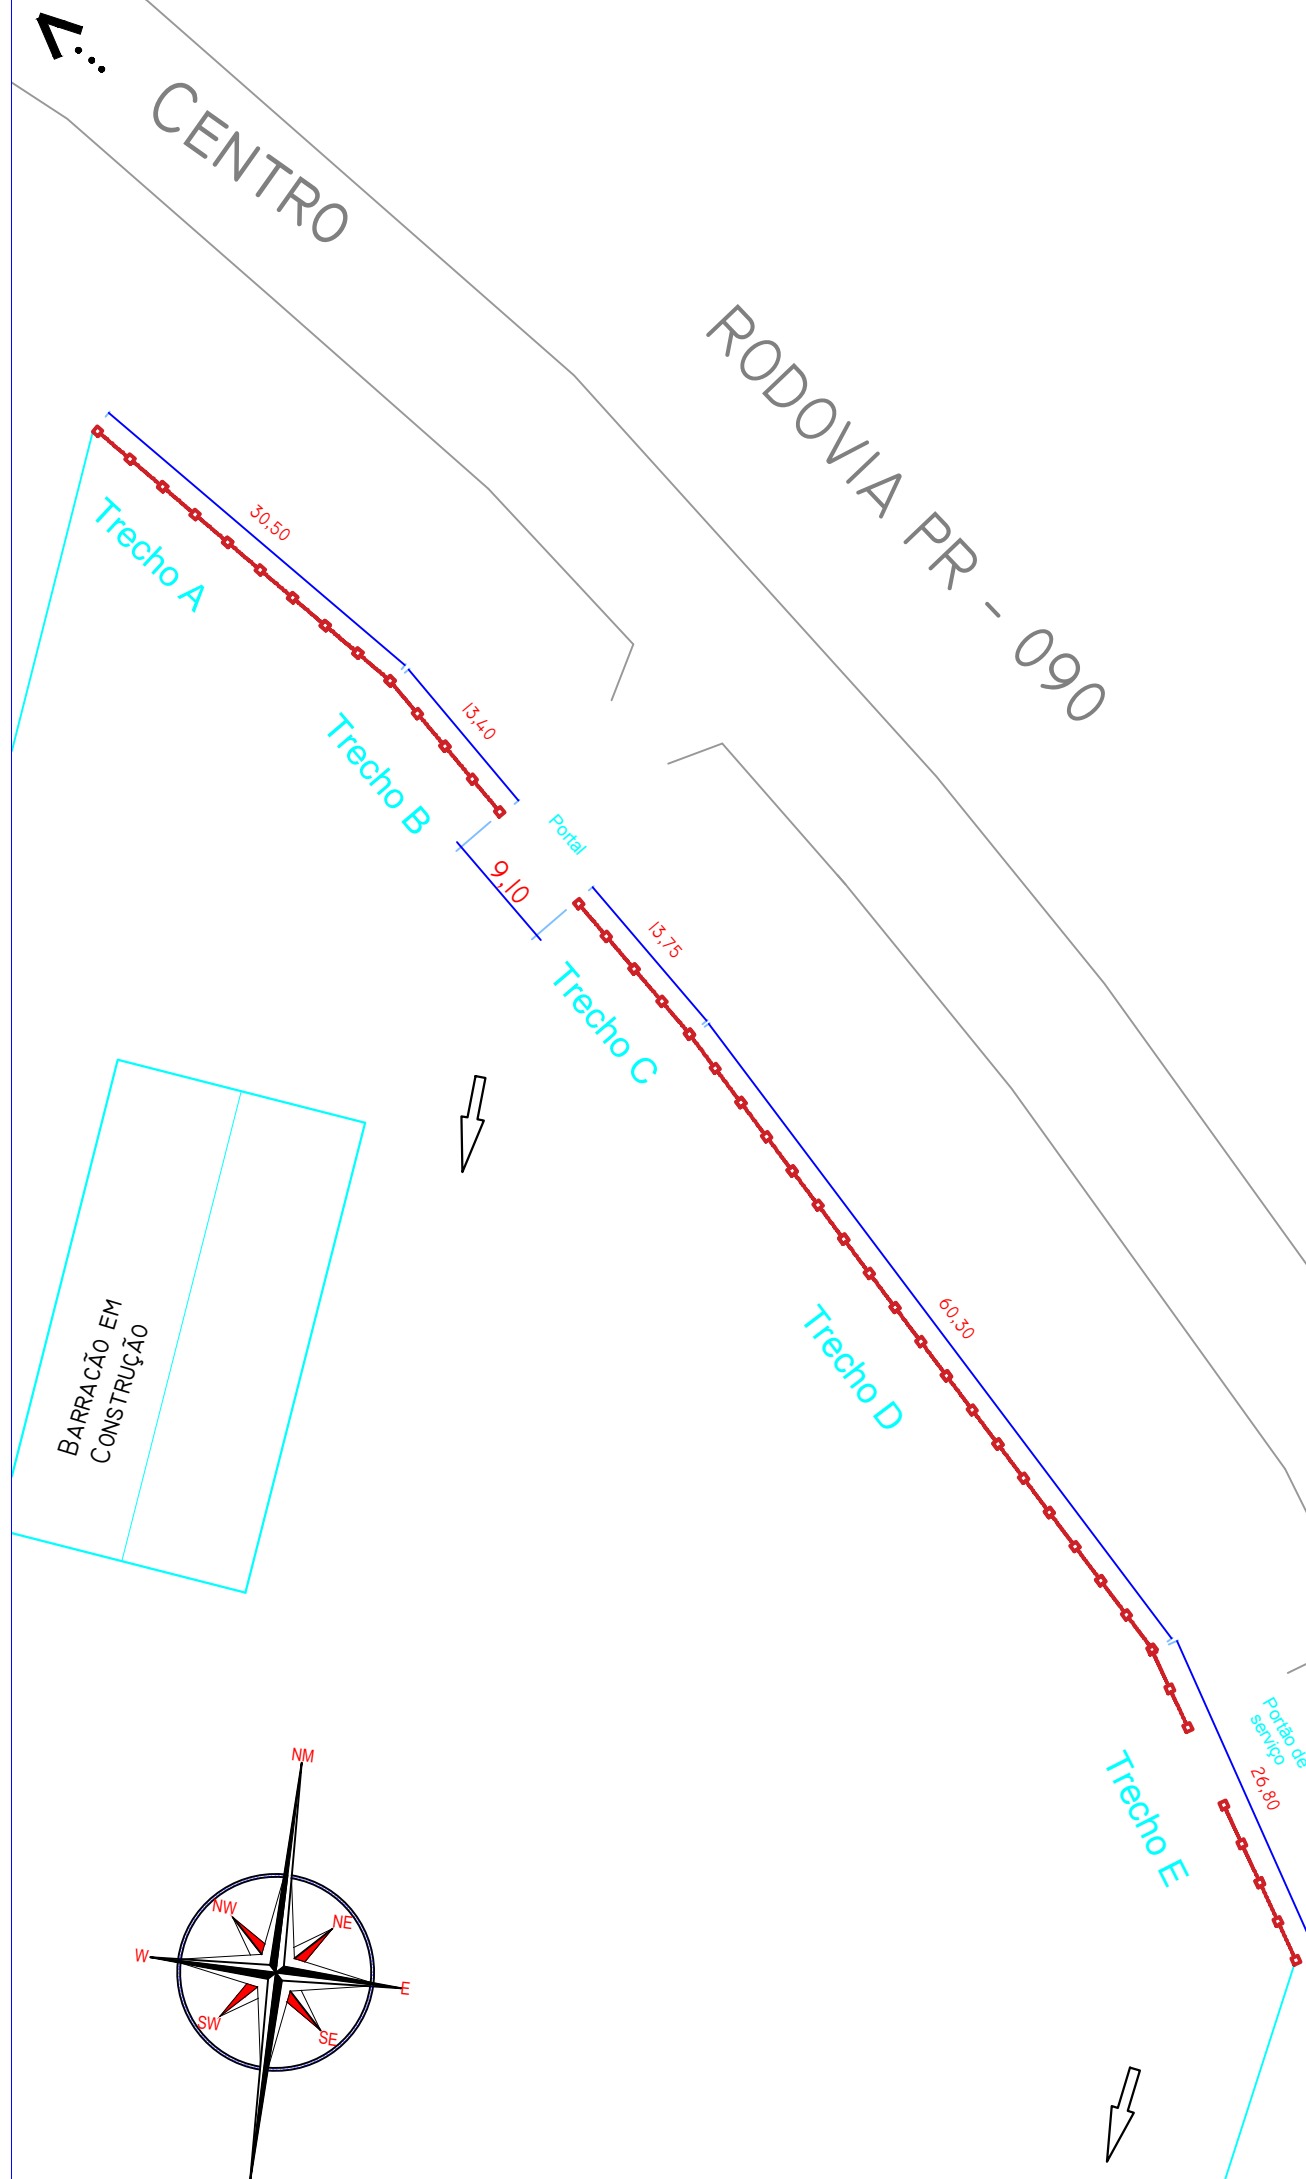 CENTRO
RODOVIA PR - 090
30,50
Trecho A
13,40
Trecho B
Portal
9,10
13,75
Trecho C
60,30
Trecho D
BARRACÃO EM
CONSTRUÇÃO
Portão de
serviço
26,80
Trecho E
NM
NW
NE
W
E
SW
SE